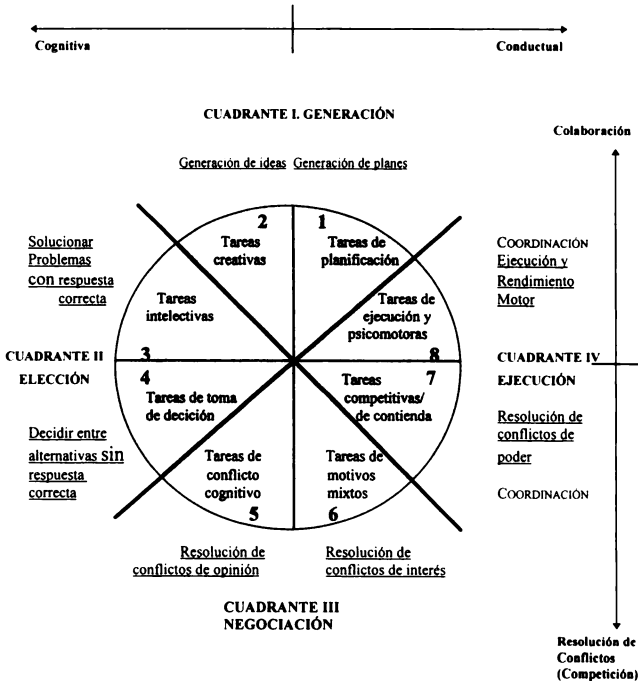 Cognitiva
Conductual
CUADRANTE I. GENERACIÓN
Colaboración
Generación de ideas Generación de planes
2
1
Tareas
creativas
Tareas de
planificación
Solucionar
Problemas
con respuesta
correcta
COORDINACIÓN
Ejecución y
Rendimiento
Motor
Tareas
intelectivas
Tareas de
ejecución y
psicomotoras
3
8
CUADRANTE II
ELECCIÓN
CUADRANTE IV
EJECUCIÓN
4
7
Tareas de toma
de decición
Tareas
competitivas/
de contienda
Decidir entre
alternativas sin
respuesta
correcta
Resolución de
conflictos de
poder
COORDINACIÓN
Tareas de
conflicto
cognitivo
Tareas de
motivos
mixtos
5
6
Resolución de
conflictos de opinión
Resolución de
conflictos de interés
CUADRANTE III
NEGOCIACIÓN
Resolución de
Conflictos
(Competición)